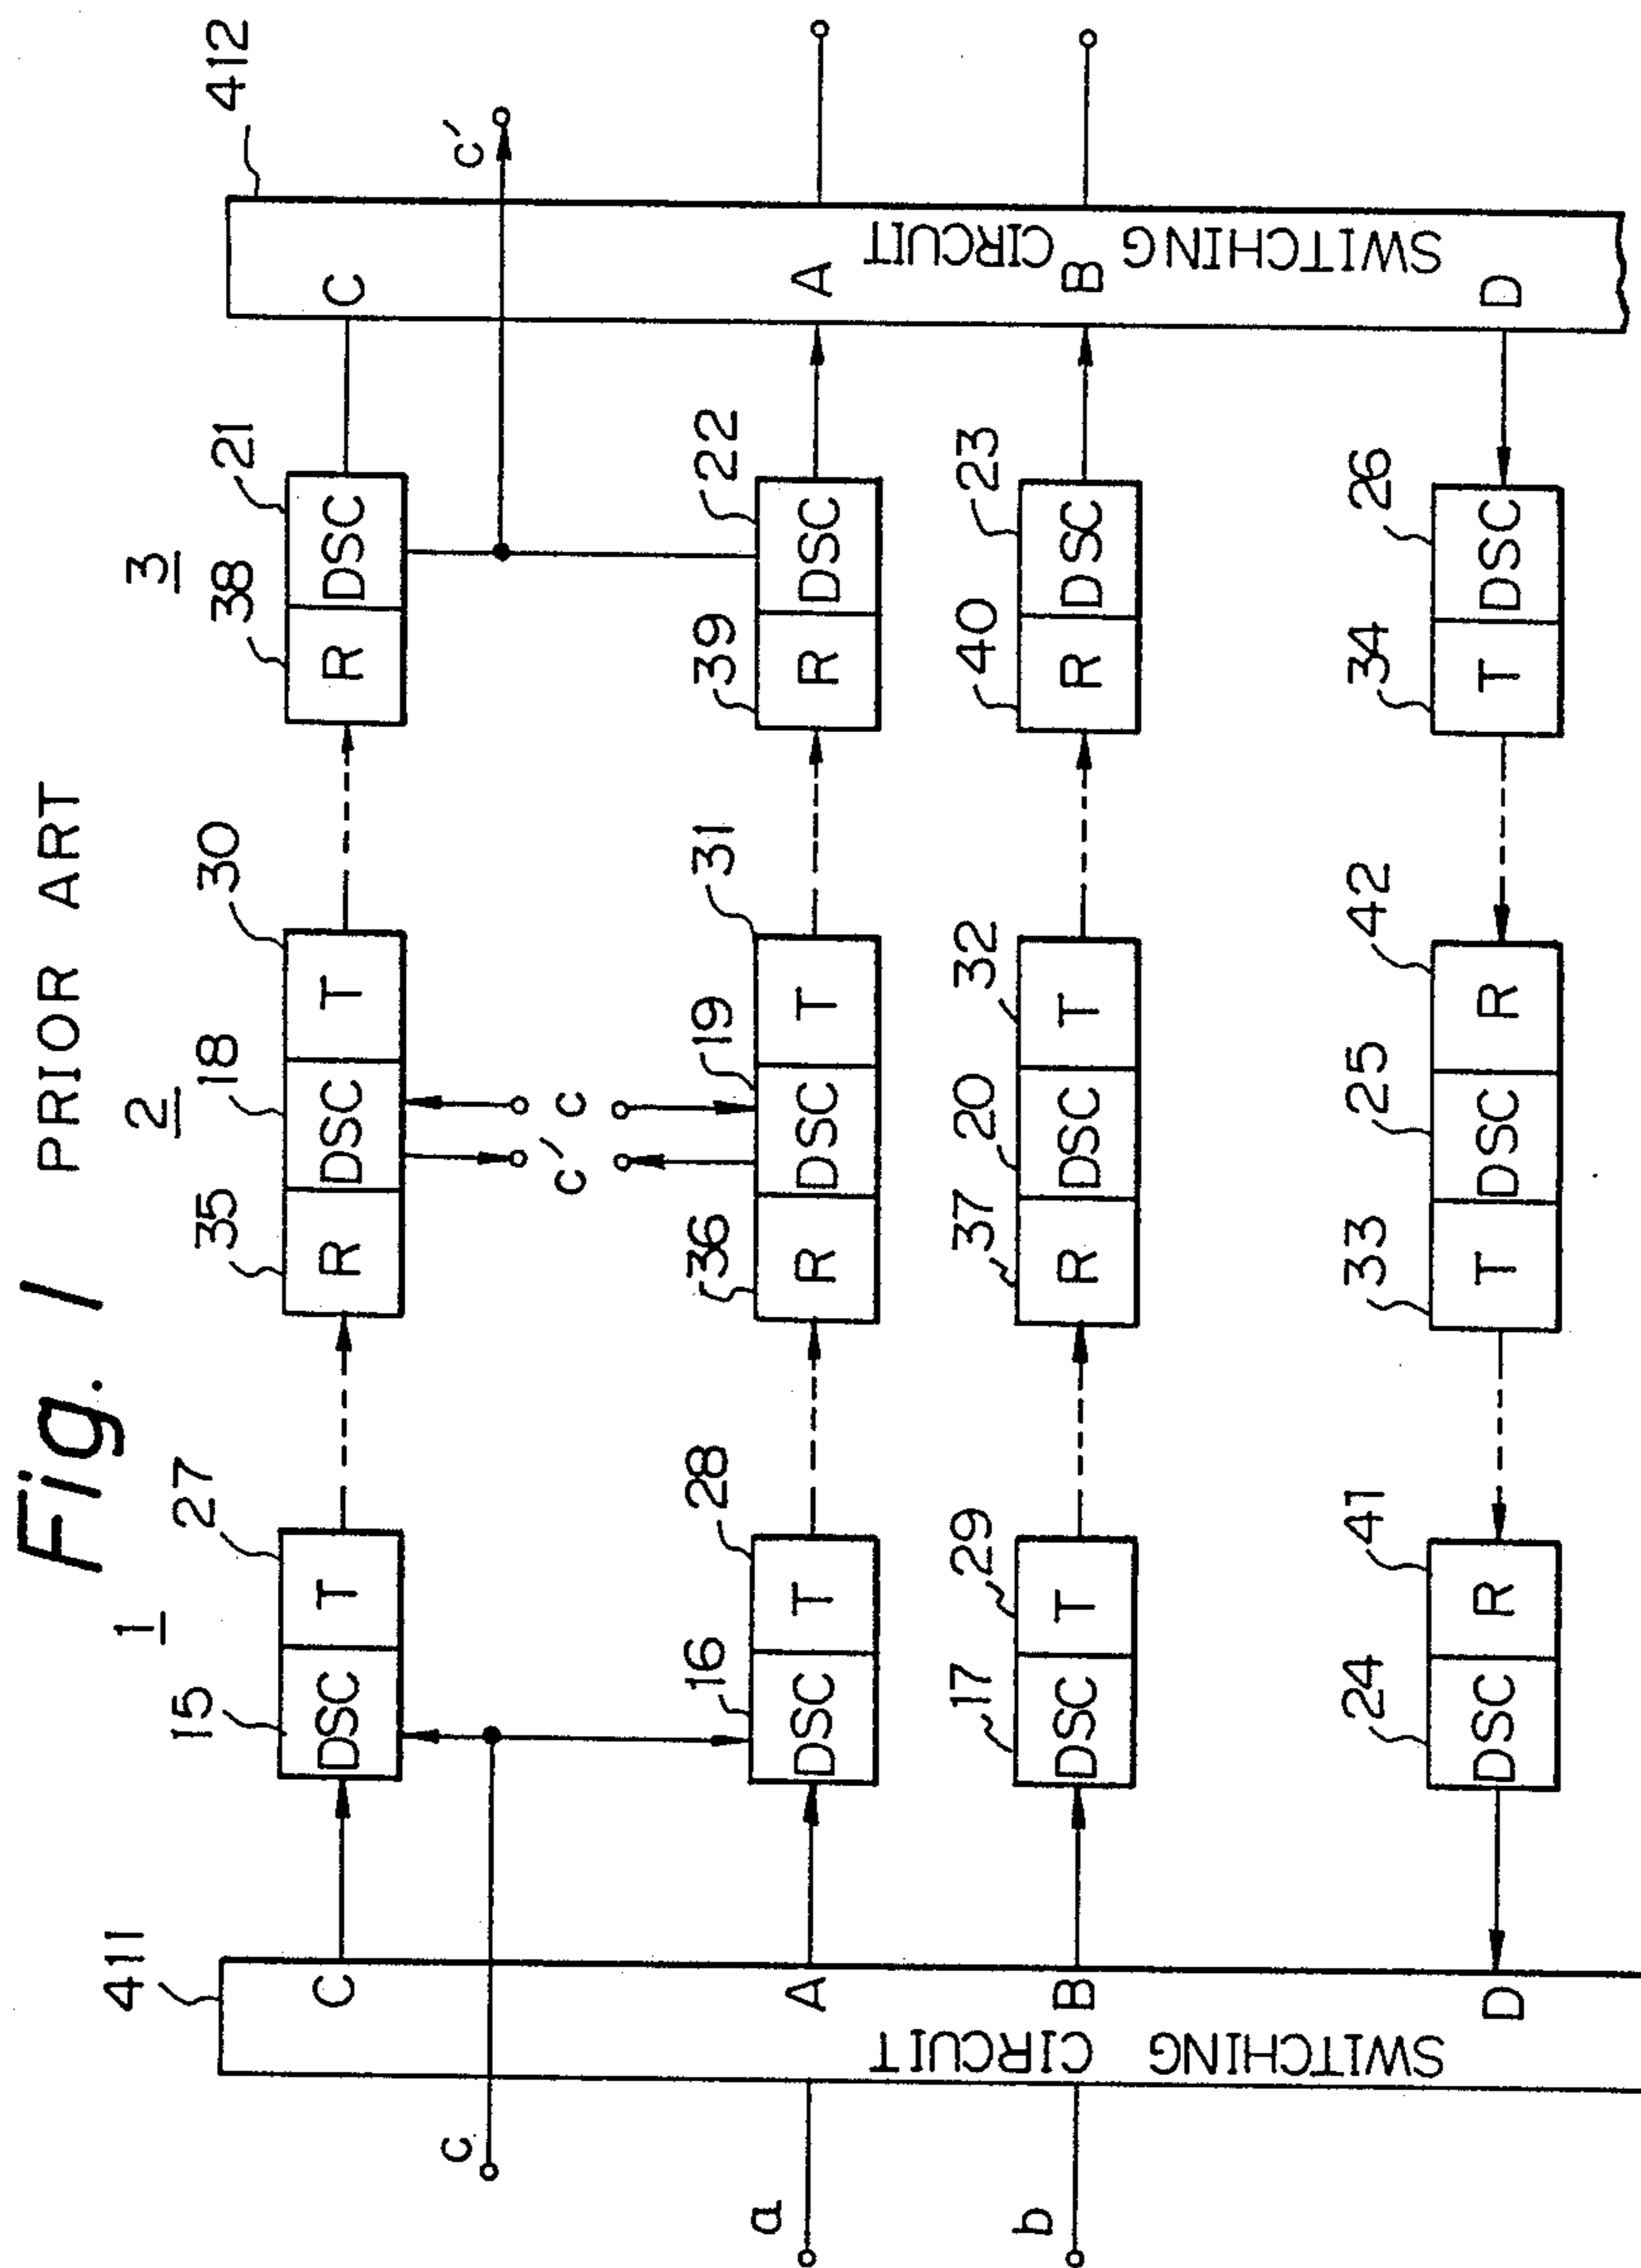 Fig. 1 PRIOR ART
1 2 3
411 412
15 27 35 18 30 38 21
C DSC T R DSC T R DSC C
c c' c c'
16 28 36 19 31 39 22
a A DSC T R DSC T R DSC A
17 29 37 20 32 40 23
b B DSC T R DSC T R DSC B
24 41 33 25 42 34 26
D DSC R T DSC R T DSC D
SWITCHING CIRCUIT
SWITCHING CIRCUIT